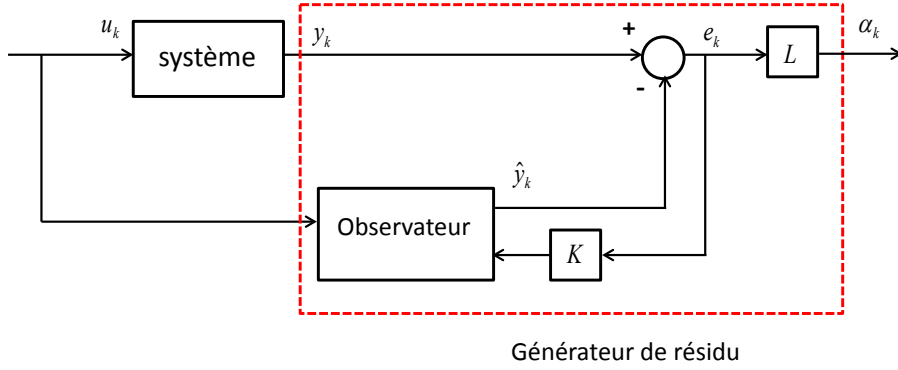 u_k
système
y_k
+
-
e_k
L
α_k
ŷ_k
Observateur
K
Générateur de résidu